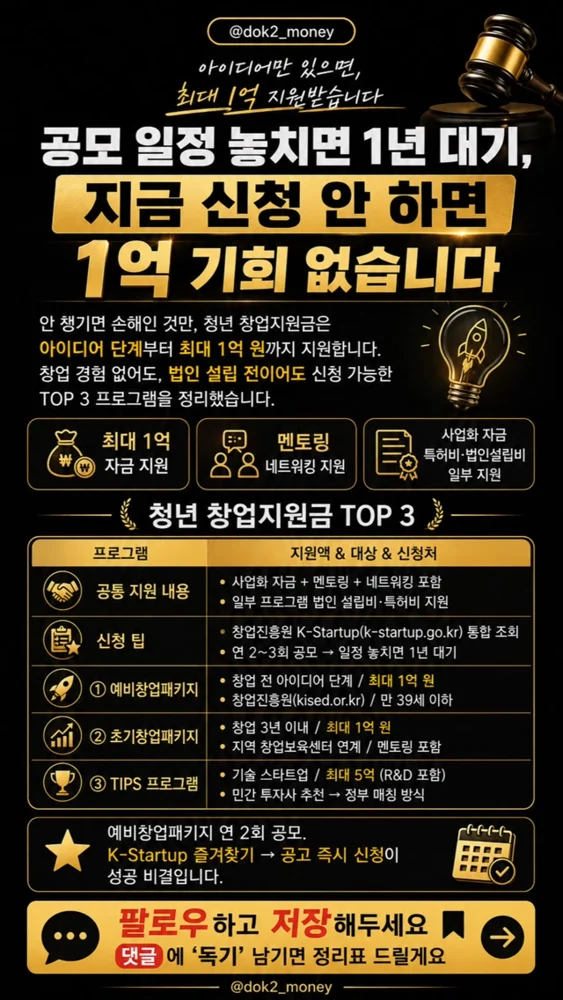 @dok2_money
아이디어만 있으면,
최대 1억 지원받습니다
공모 일정 놓치면 1년 대기,
지금 신청 안 하면
1억 기회 없습니다
안 챙기면 손해인 것만, 청년 창업지원금은
아이디어 단계부터 최대 1억 원까지 지원합니다.
창업 경험 없어도, 법인 설립 전이어도 신청 가능한
TOP 3 프로그램을 정리했습니다.
최대 1억
자금 지원
멘토링
네트워킹 지원
사업화 자금
특허비·법인설립비
일부 지원
청년 창업지원금 TOP 3
프로그램
지원액 & 대상 & 신청처
공통 지원 내용
• 사업화 자금 + 멘토링 + 네트워킹 포함
• 일부 프로그램 법인 설립비·특허비 지원
신청 팁
• 창업진흥원 K-Startup(k-startup.go.kr) 통합 조회
• 연 2~3회 공모 → 일정 놓치면 1년 대기
① 예비창업패키지
• 창업 전 아이디어 단계 / 최대 1억 원
• 창업진흥원(kised.or.kr) / 만 39세 이하
② 초기창업패키지
• 창업 3년 이내 / 최대 1억 원
• 지역 창업보육센터 연계 / 멘토링 포함
③ TIPS 프로그램
• 기술 스타트업 / 최대 5억 (R&D 포함)
• 민간 투자사 추천 → 정부 매칭 방식
예비창업패키지 연 2회 공모.
K-Startup 즐겨찾기 → 공고 즉시 신청이
성공 비결입니다.
팔로우하고 저장해두세요
댓글에 '독기' 남기면 정리표 드릴게요
@dok2_money